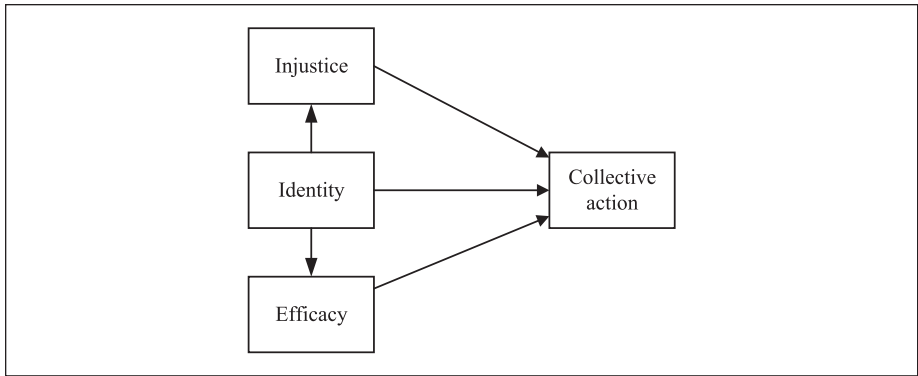 Injustice
Identity
Collective
action
Efficacy